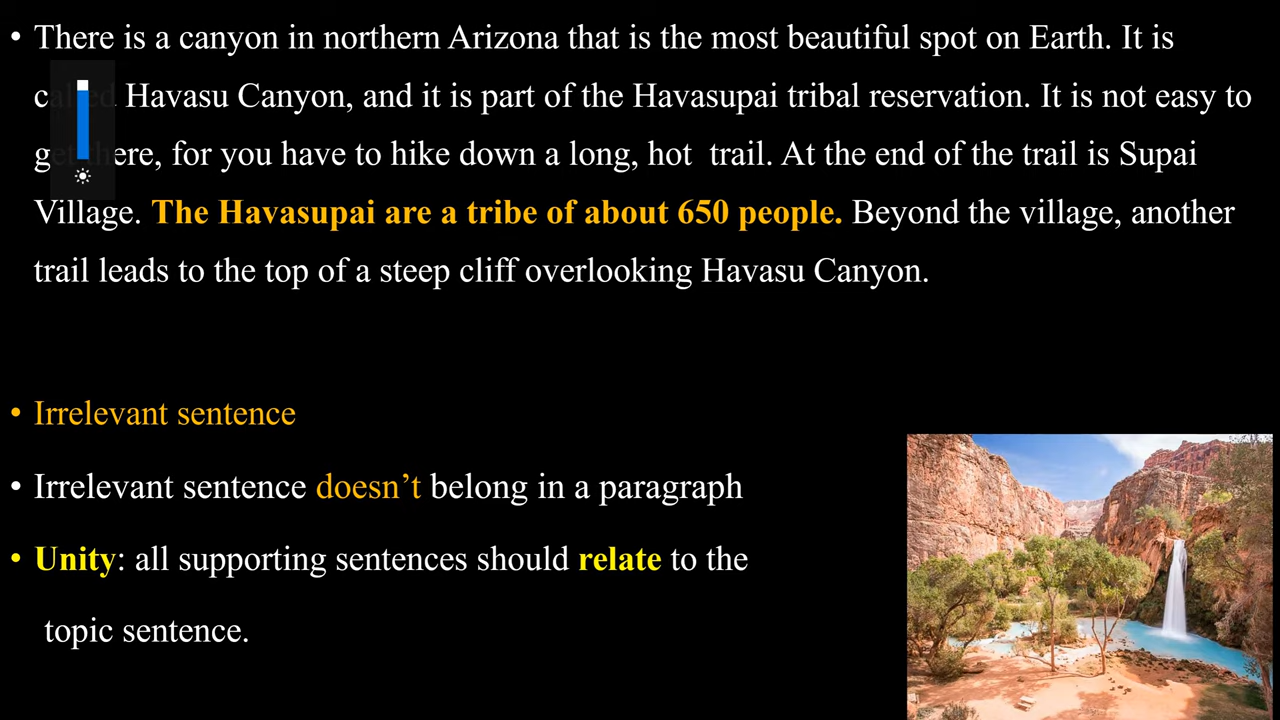 • There is a canyon in northern Arizona that is the most beautiful spot on Earth. It is
called Havasu Canyon, and it is part of the Havasupai tribal reservation. It is not easy to
get there, for you have to hike down a long, hot trail. At the end of the trail is Supai
Village. The Havasupai are a tribe of about 650 people. Beyond the village, another
trail leads to the top of a steep cliff overlooking Havasu Canyon.
• Irrelevant sentence
• Irrelevant sentence doesn’t belong in a paragraph
• Unity: all supporting sentences should relate to the
topic sentence.